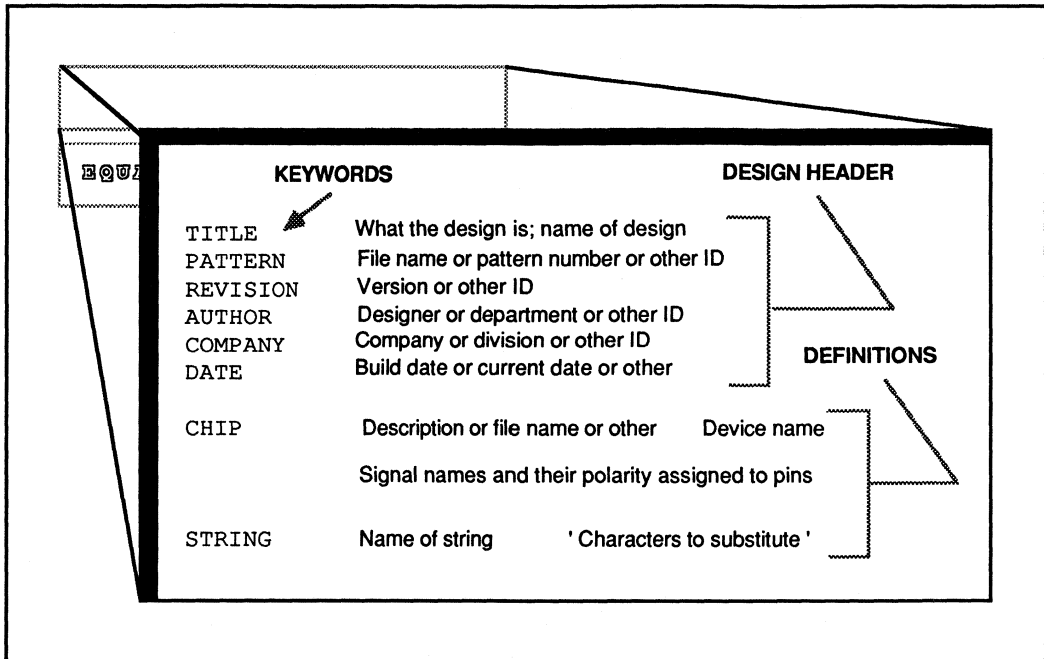 KEYWORDS DESIGN HEADER
TITLE What the design is; name of design
PATTERN File name or pattern number or other ID
REVISION Version or other ID
AUTHOR Designer or department or other ID
COMPANY Company or division or other ID
DATE Build date or current date or other
DEFINITIONS
CHIP Description or file name or other Device name
Signal names and their polarity assigned to pins
STRING Name of string ' Characters to substitute '